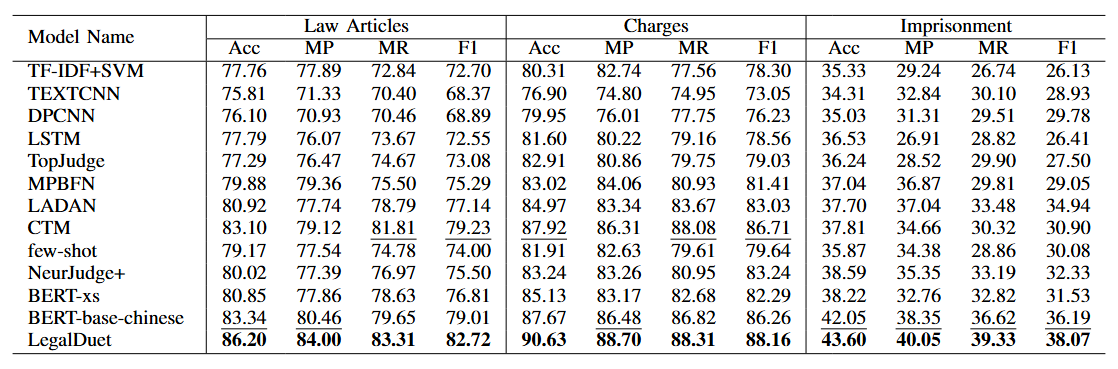 Model Name Law Articles Charges Imprisonment
Acc MP MR F1 Acc MP MR F1 Acc MP MR F1
TF-IDF+SVM 77.76 77.89 72.84 72.70 80.31 82.74 77.56 78.30 35.33 29.24 26.74 26.13
TEXTCNN 75.81 71.33 70.40 68.37 76.90 74.80 74.95 73.05 34.31 32.84 30.10 28.93
DPCNN 76.10 70.93 70.46 68.89 79.95 76.01 77.75 76.23 35.03 31.31 29.51 29.78
LSTM 77.79 76.07 73.67 72.55 81.60 80.22 79.16 78.56 36.53 26.91 28.82 26.41
TopJudge 77.29 76.47 74.67 73.08 82.91 80.86 79.75 79.03 36.24 28.52 29.90 27.50
MPBFN 79.88 79.36 75.50 75.29 83.02 84.06 80.93 81.41 37.04 36.87 29.81 29.05
LADAN 80.92 77.74 78.79 77.14 84.97 83.34 83.67 83.03 37.70 37.04 33.48 34.94
CTM 83.10 79.12 81.81 79.23 87.92 86.31 88.08 86.71 37.81 34.66 30.32 30.90
few-shot 79.17 77.54 74.78 74.00 81.91 82.63 79.61 79.64 35.87 34.38 28.86 30.08
NeurJudge+ 80.02 77.39 76.97 75.50 83.24 83.26 80.95 83.24 38.59 35.35 33.19 32.33
BERT-xs 80.85 77.86 78.63 76.81 85.13 83.17 82.68 82.29 38.22 32.76 32.82 31.53
BERT-base-chinese 83.34 80.46 79.65 79.01 87.67 86.48 86.82 86.26 42.05 38.35 36.62 36.19
LegalDuet 86.20 84.00 83.31 82.72 90.63 88.70 88.31 88.16 43.60 40.05 39.33 38.07